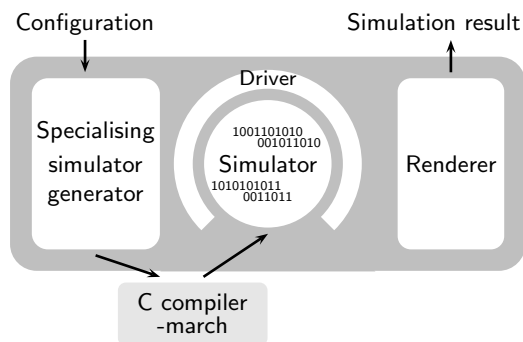 Configuration
Simulation result
Driver
Specialising
simulator
generator
1001101010
001011010
Simulator
1010101011
0011011
Renderer
C compiler
-march